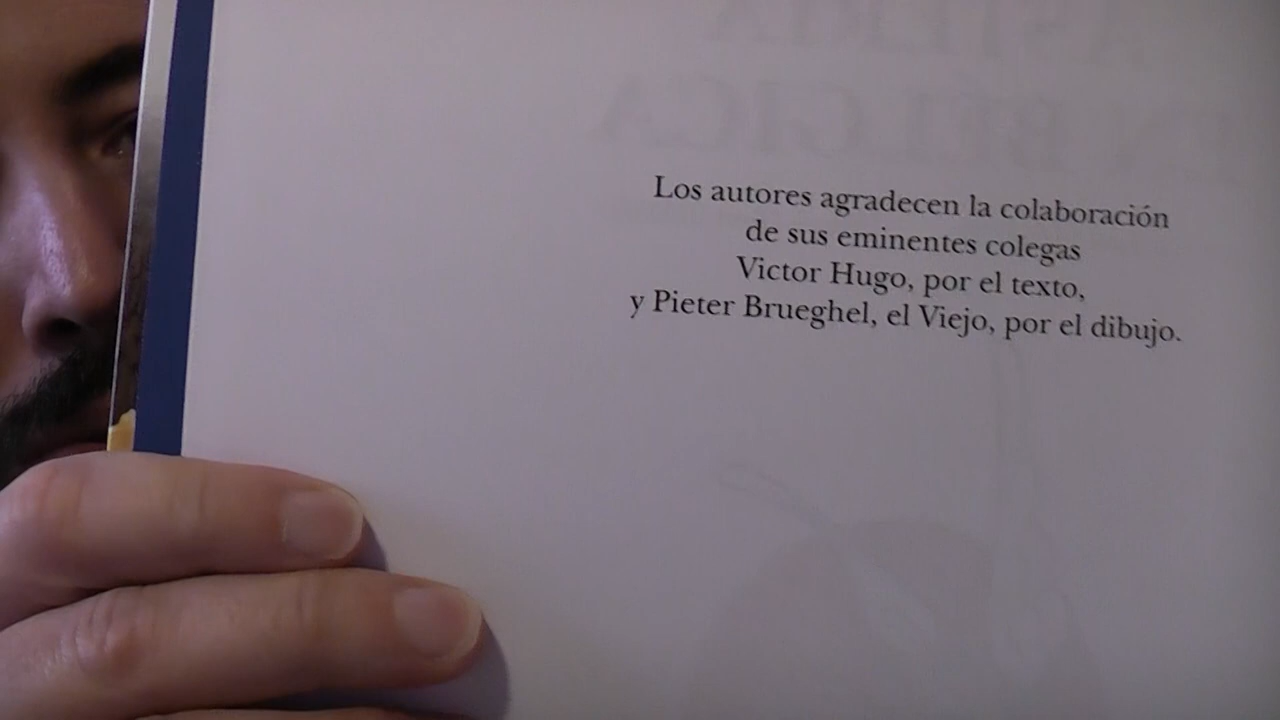 Los autores agradecen la colaboración
de sus eminentes colegas
Victor Hugo, por el texto,
y Pieter Brueghel, el Viejo, por el dibujo.